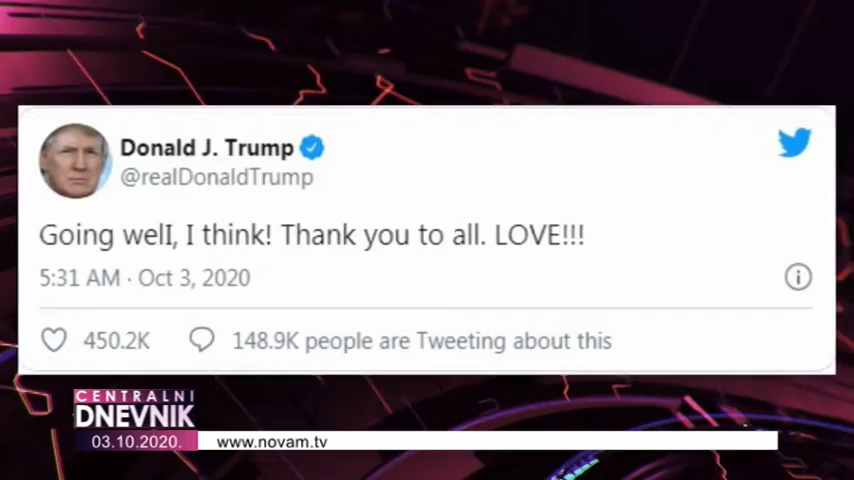 Donald J. Trump
@realDonaldTrump
Going well, I think! Thank you to all. LOVE!!!
5:31 AM · Oct 3, 2020
450.2K 148.9K people are Tweeting about this
CENTRALNI
DNEVNIK
03.10.2020. www.novam.tv